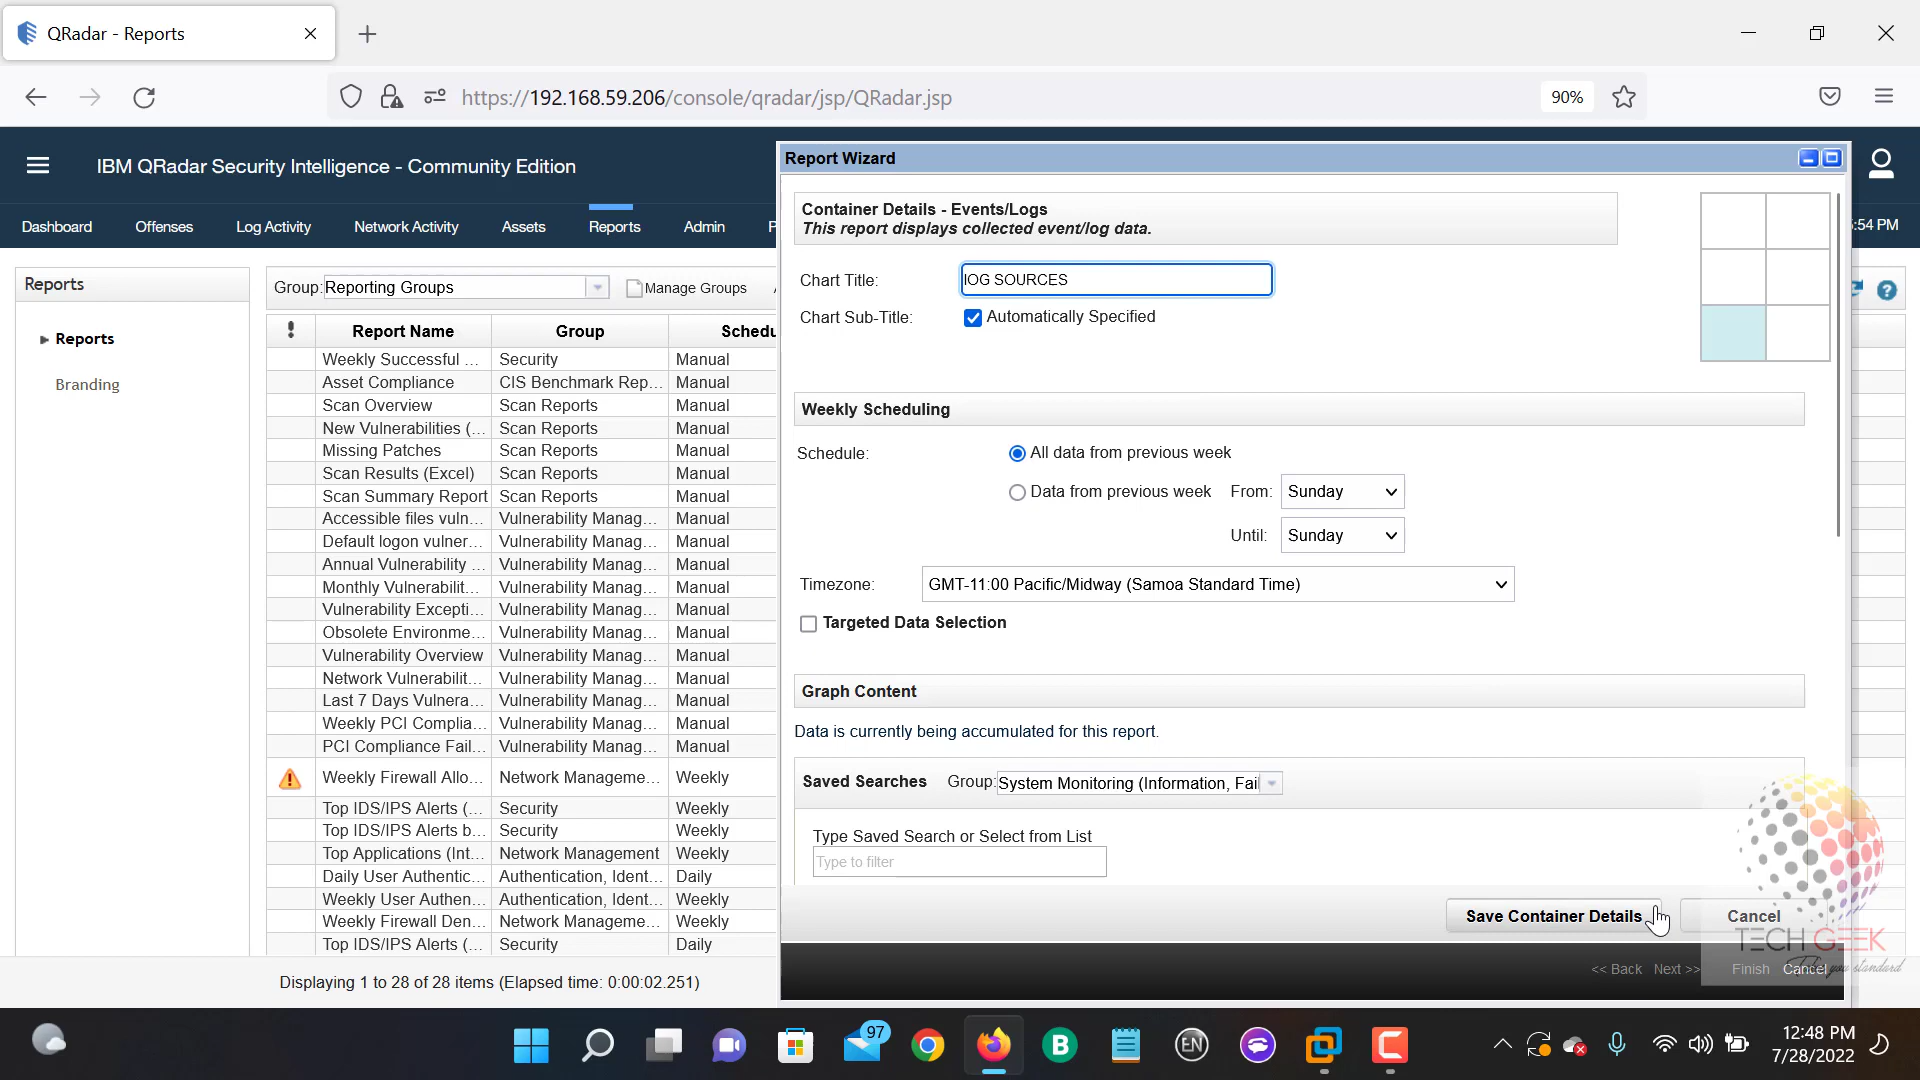 QRadar - Reports
https://192.168.59.206/console/qradar/jsp/QRadar.jsp
90%
IBM QRadar Security Intelligence - Community Edition
Dashboard Offenses Log Activity Network Activity Assets Reports Admin P
5:54 PM
Reports
Reports
Branding
Group: Reporting Groups Manage Groups
Report Name Group Schedu
Weekly Successful ... Security Manual
Asset Compliance CIS Benchmark Rep... Manual
Scan Overview Scan Reports Manual
New Vulnerabilities (... Scan Reports Manual
Missing Patches Scan Reports Manual
Scan Results (Excel) Scan Reports Manual
Scan Summary Report Scan Reports Manual
Accessible files vuln... Vulnerability Manag... Manual
Default logon vulner... Vulnerability Manag... Manual
Annual Vulnerability ... Vulnerability Manag... Manual
Monthly Vulnerabilit... Vulnerability Manag... Manual
Vulnerability Excepti... Vulnerability Manag... Manual
Obsolete Environme... Vulnerability Manag... Manual
Vulnerability Overview Vulnerability Manag... Manual
Network Vulnerabilit... Vulnerability Manag... Manual
Last 7 Days Vulnera... Vulnerability Manag... Manual
Weekly PCI Complia... Vulnerability Manag... Manual
PCI Compliance Fail... Vulnerability Manag... Manual
Weekly Firewall Allo... Network Manageme... Weekly
Top IDS/IPS Alerts (... Security Weekly
Top IDS/IPS Alerts b... Security Weekly
Top Applications (Int... Network Management Weekly
Daily User Authentic... Authentication, Ident... Daily
Weekly User Authen... Authentication, Ident... Weekly
Weekly Firewall Den... Network Manageme... Weekly
Top IDS/IPS Alerts (... Security Daily
Displaying 1 to 28 of 28 items (Elapsed time: 0:00:02.251)
Report Wizard
Container Details - Events/Logs
This report displays collected event/log data.
Chart Title: lOG SOURCES
Chart Sub-Title: Automatically Specified
Weekly Scheduling
Schedule: All data from previous week
Data from previous week From: Sunday
Until: Sunday
Timezone: GMT-11:00 Pacific/Midway (Samoa Standard Time)
Targeted Data Selection
Graph Content
Data is currently being accumulated for this report.
Saved Searches Group: System Monitoring (Information, Fai
Type Saved Search or Select from List
Type to filter
Save Container Details Cancel
<< Back Next >> Finish Cancel
TECH GEEK
standard
97
B
EN
C
12:48 PM
7/28/2022